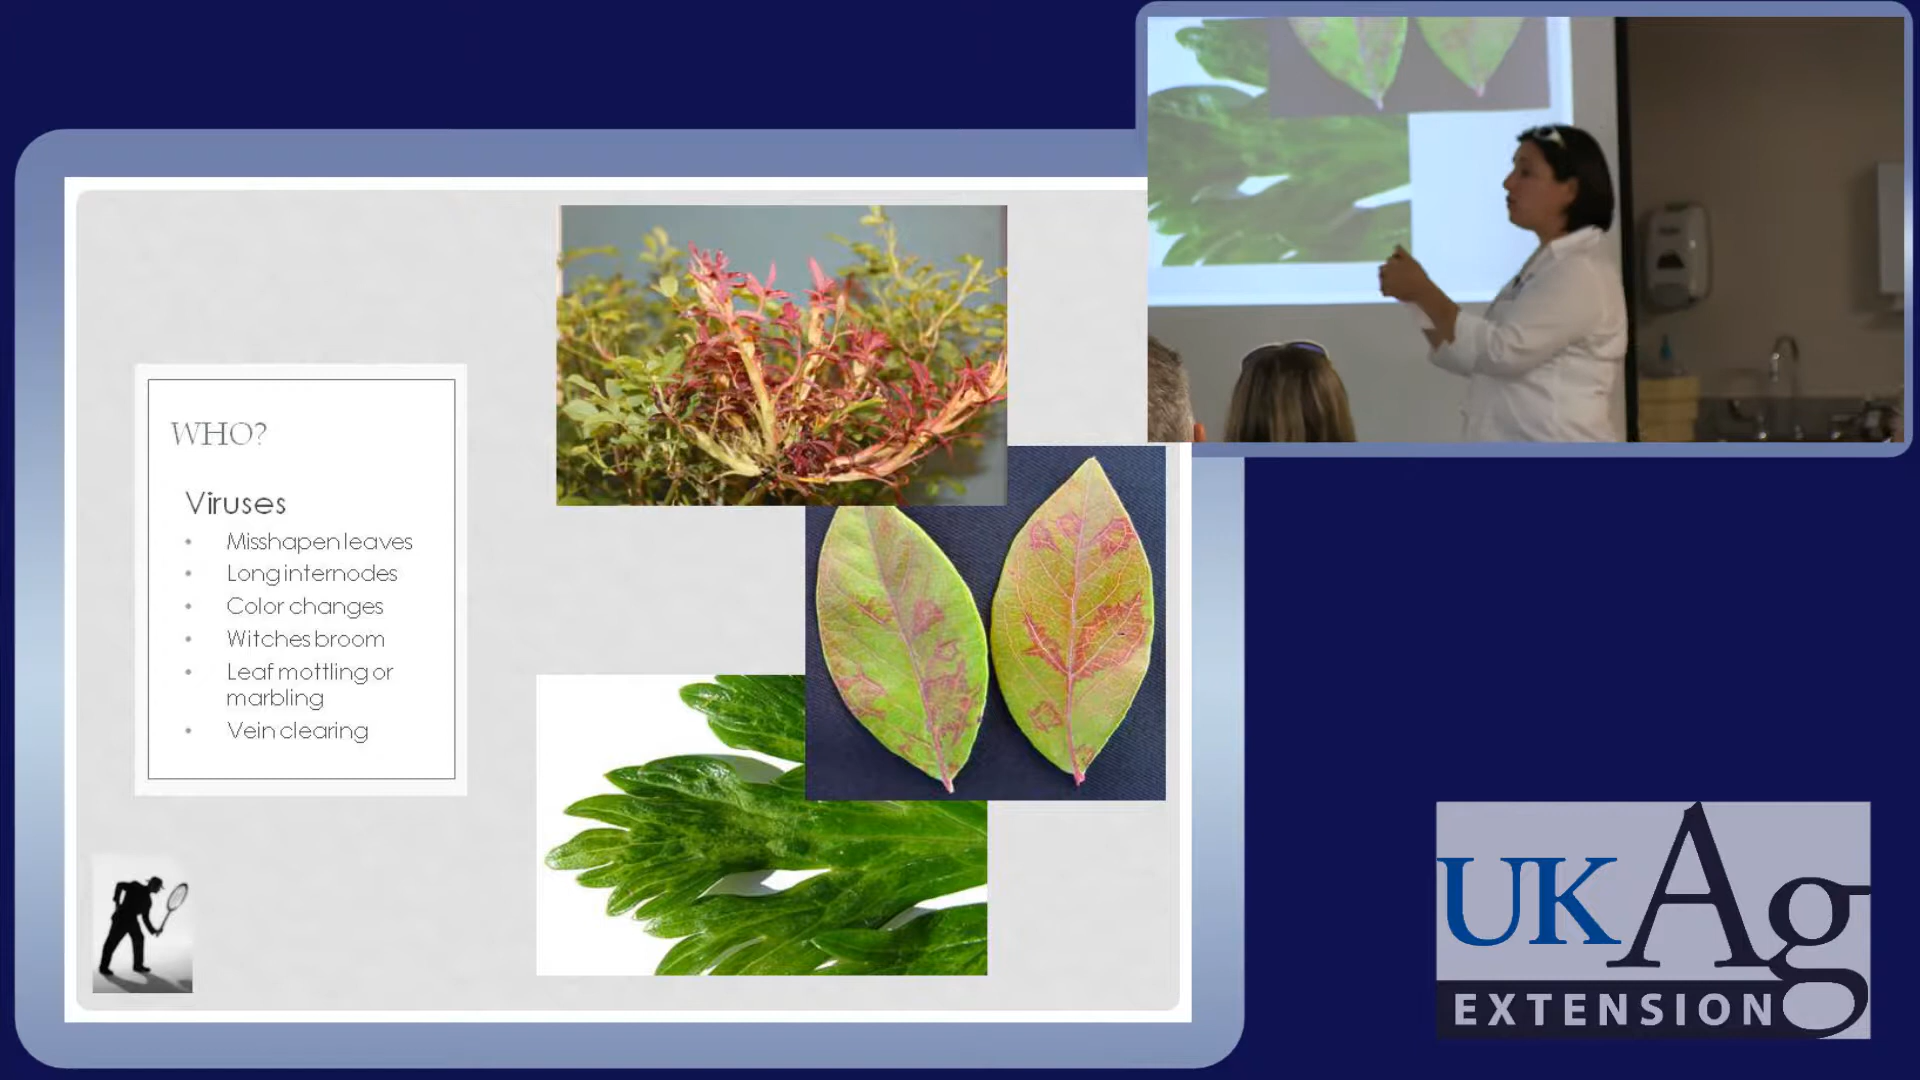 WHO?
Viruses
• Misshapen leaves
• Long internodes
• Color changes
• Witches broom
• Leaf mottling or
marbling
• Vein clearing
UKAg
EXTENSION